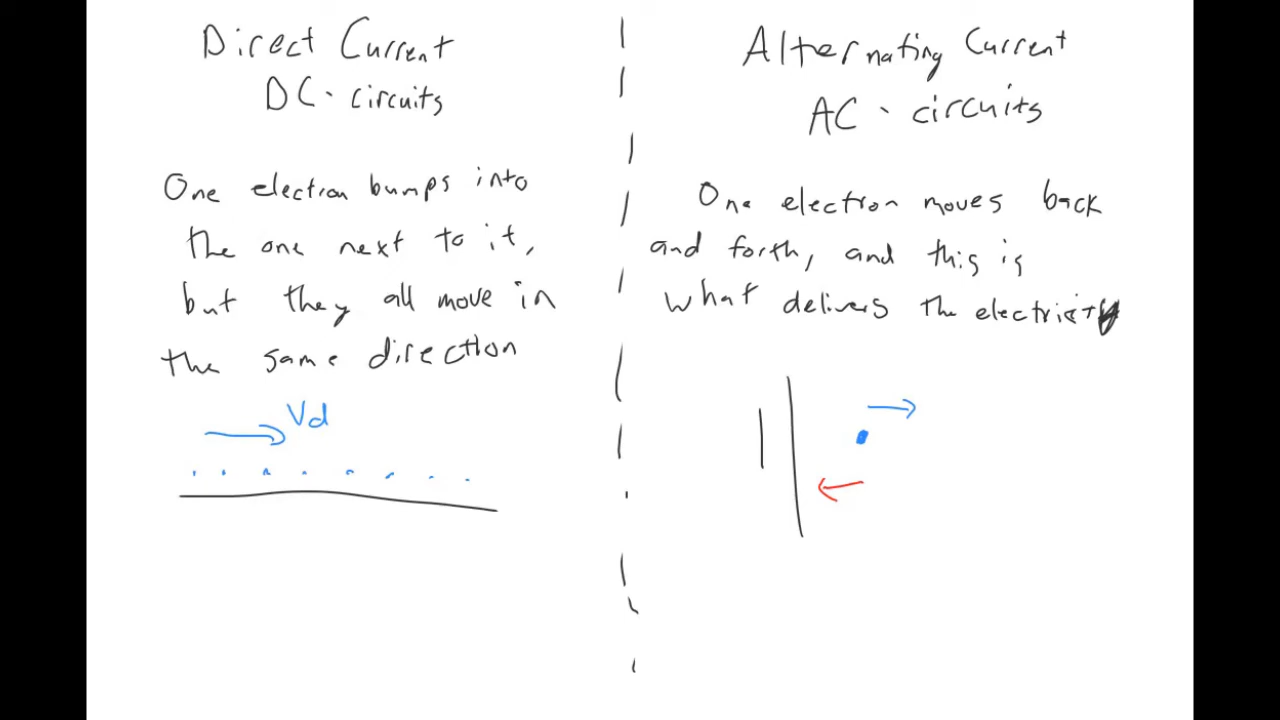 Direct Current
DC - circuits
One electron bumps into
the one next to it,
but they all move in
the same direction
Vd
Alternating Current
AC - circuits
One electron moves back
and forth, and this is
what delivers the electricity